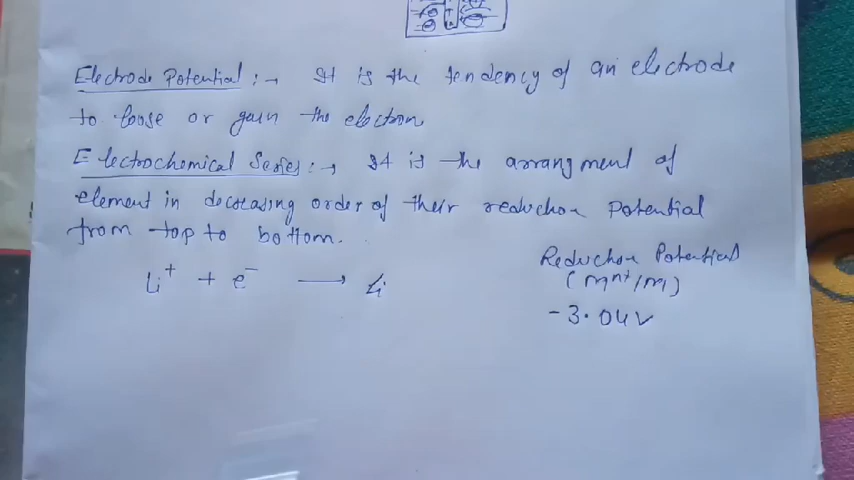 Electrode Potential :→ It is the tendency of an electrode
to loose or gain the electron
Electrochemical Series :→ It is the arrangment of
element in decreasing order of their reduction Potential
from top to bottom.
Reduction Potential
(Mⁿ⁺/M)
Li⁺ + e⁻ ⟶ Li
-3.04V